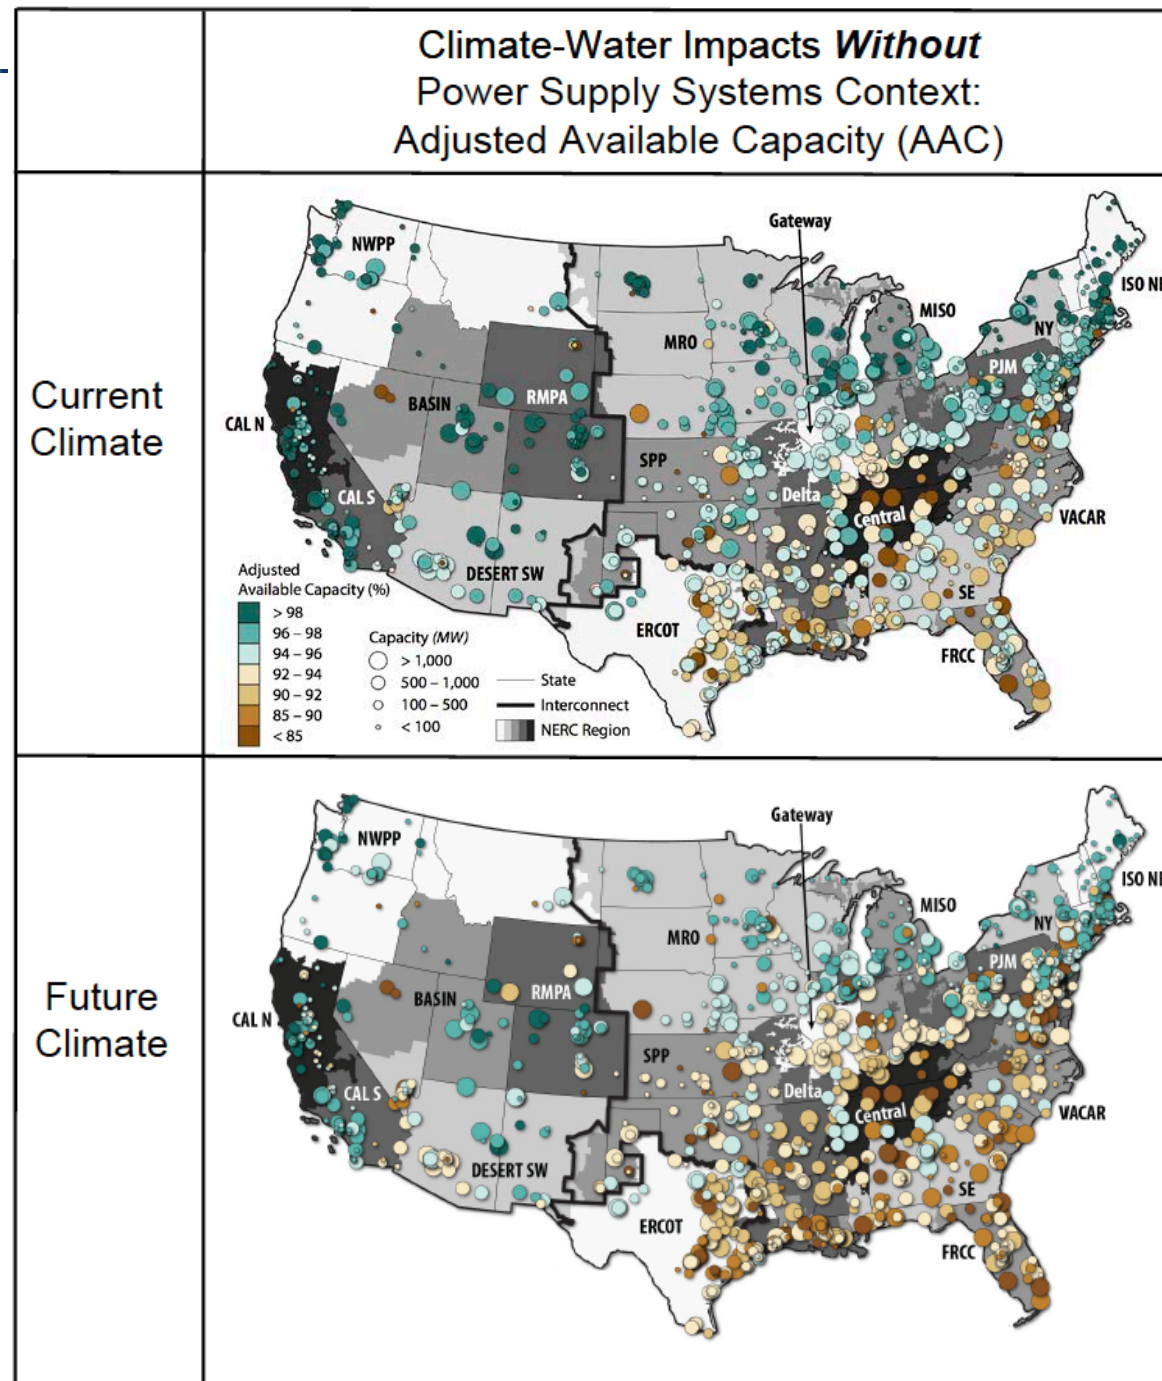 Climate-Water Impacts Without
Power Supply Systems Context:
Adjusted Available Capacity (AAC)
Current
Climate
Gateway
NWPP
ISO NE
MISO
NY
MRO
PJM
BASIN
RMPA
CAL N
SPP
CAL S
Delta
Central
VACAR
DESERT SW
SE
ERCOT
FRCC
Adjusted
Available Capacity (%)
> 98
96 – 98
94 – 96
92 – 94
90 – 92
85 – 90
< 85
Capacity (MW)
> 1,000
500 – 1,000
100 – 500
< 100
State
Interconnect
NERC Region
Future
Climate
Gateway
NWPP
ISO NE
MISO
NY
MRO
PJM
BASIN
RMPA
CAL N
SPP
CAL S
Delta
Central
VACAR
DESERT SW
SE
ERCOT
FRCC